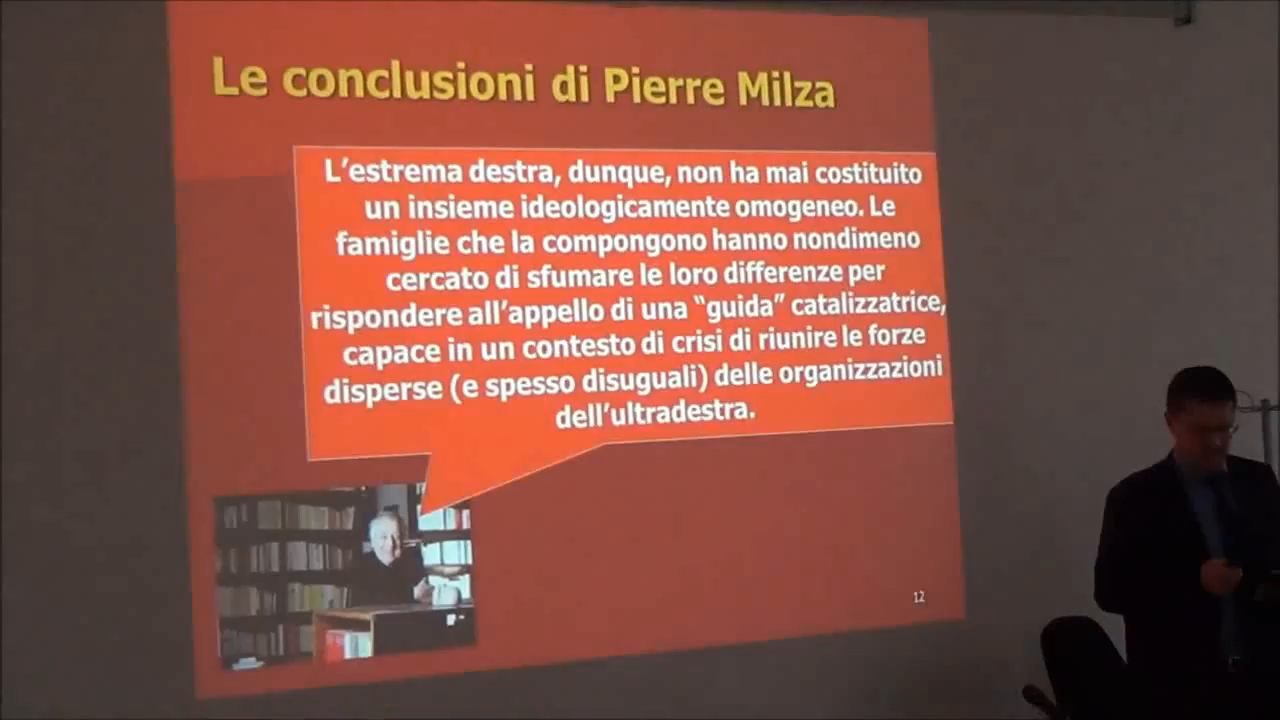 Le conclusioni di Pierre Milza
L'estrema destra, dunque, non ha mai costituito
un insieme ideologicamente omogeneo. Le
famiglie che la compongono hanno nondimeno
cercato di sfumare le loro differenze per
rispondere all'appello di una “guida” catalizzatrice,
capace in un contesto di crisi di riunire le forze
disperse (e spesso disuguali) delle organizzazioni
dell'ultradestra.
12